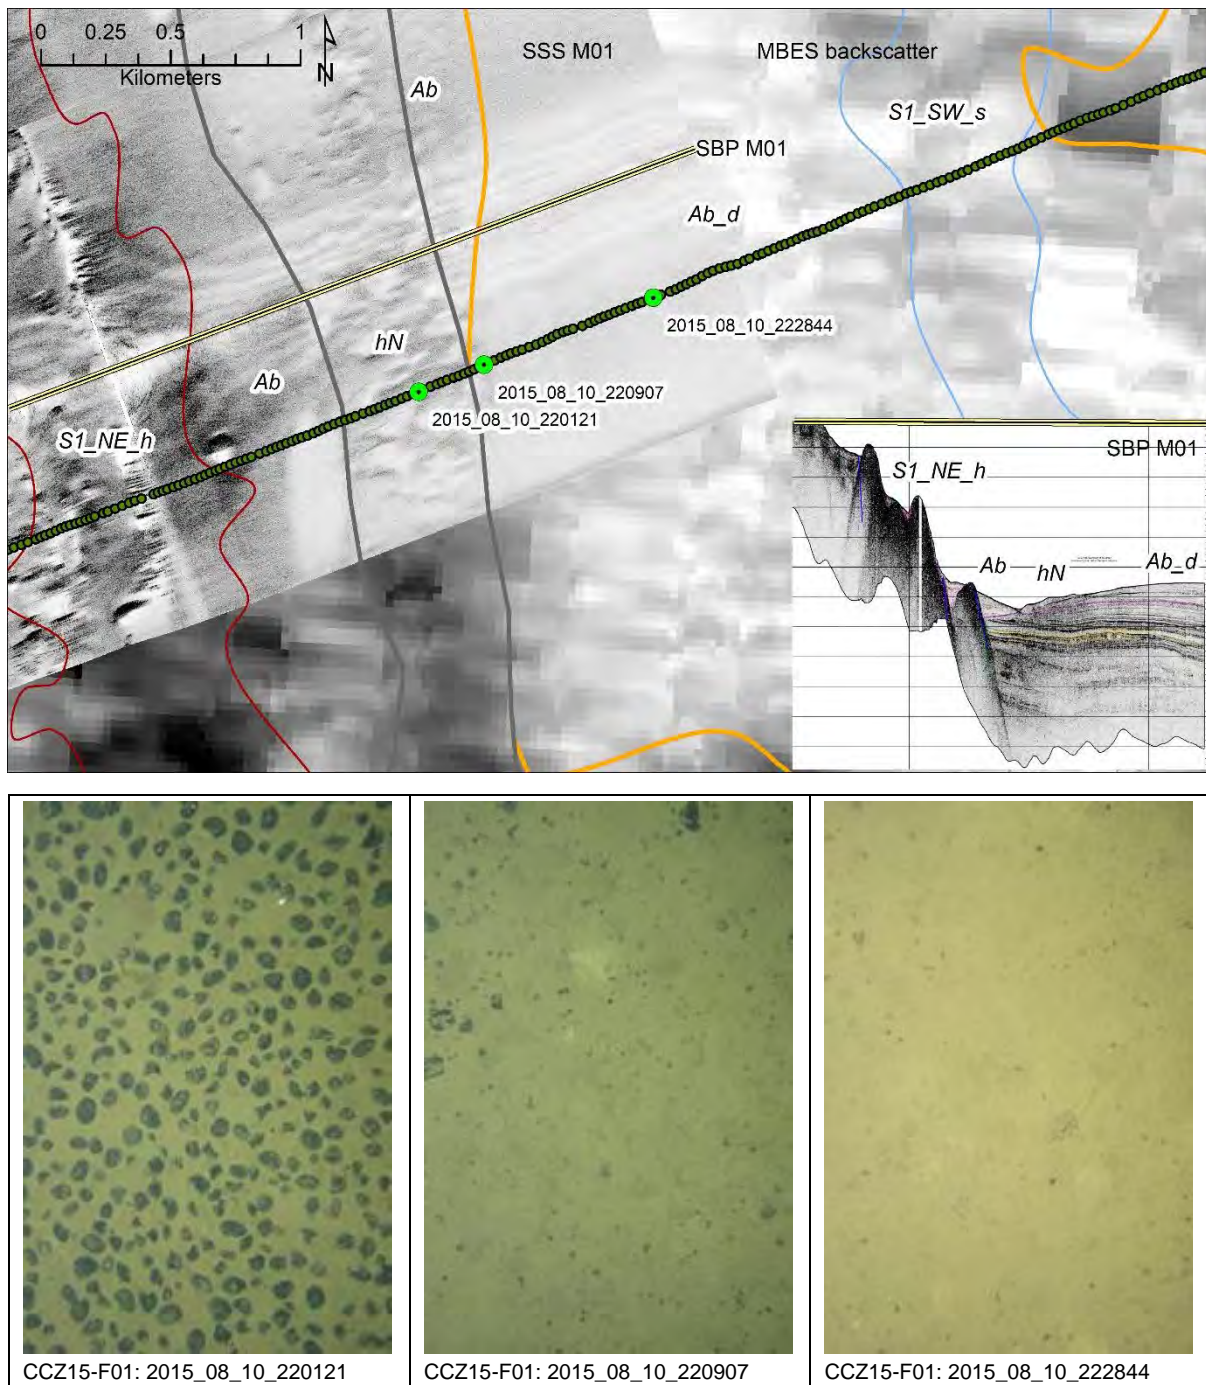 0 0.25 0.5 1
Kilometers
N
SSS M01
MBES backscatter
Ab
S1_SW_s
SBP M01
Ab_d
2015_08_10_222844
hN
Ab
2015_08_10_220907
2015_08_10_220121
S1_NE_h
SBP M01
S1_NE_h
Ab
hN
Ab_d
CCZ15-F01: 2015_08_10_220121
CCZ15-F01: 2015_08_10_220907
CCZ15-F01: 2015_08_10_222844